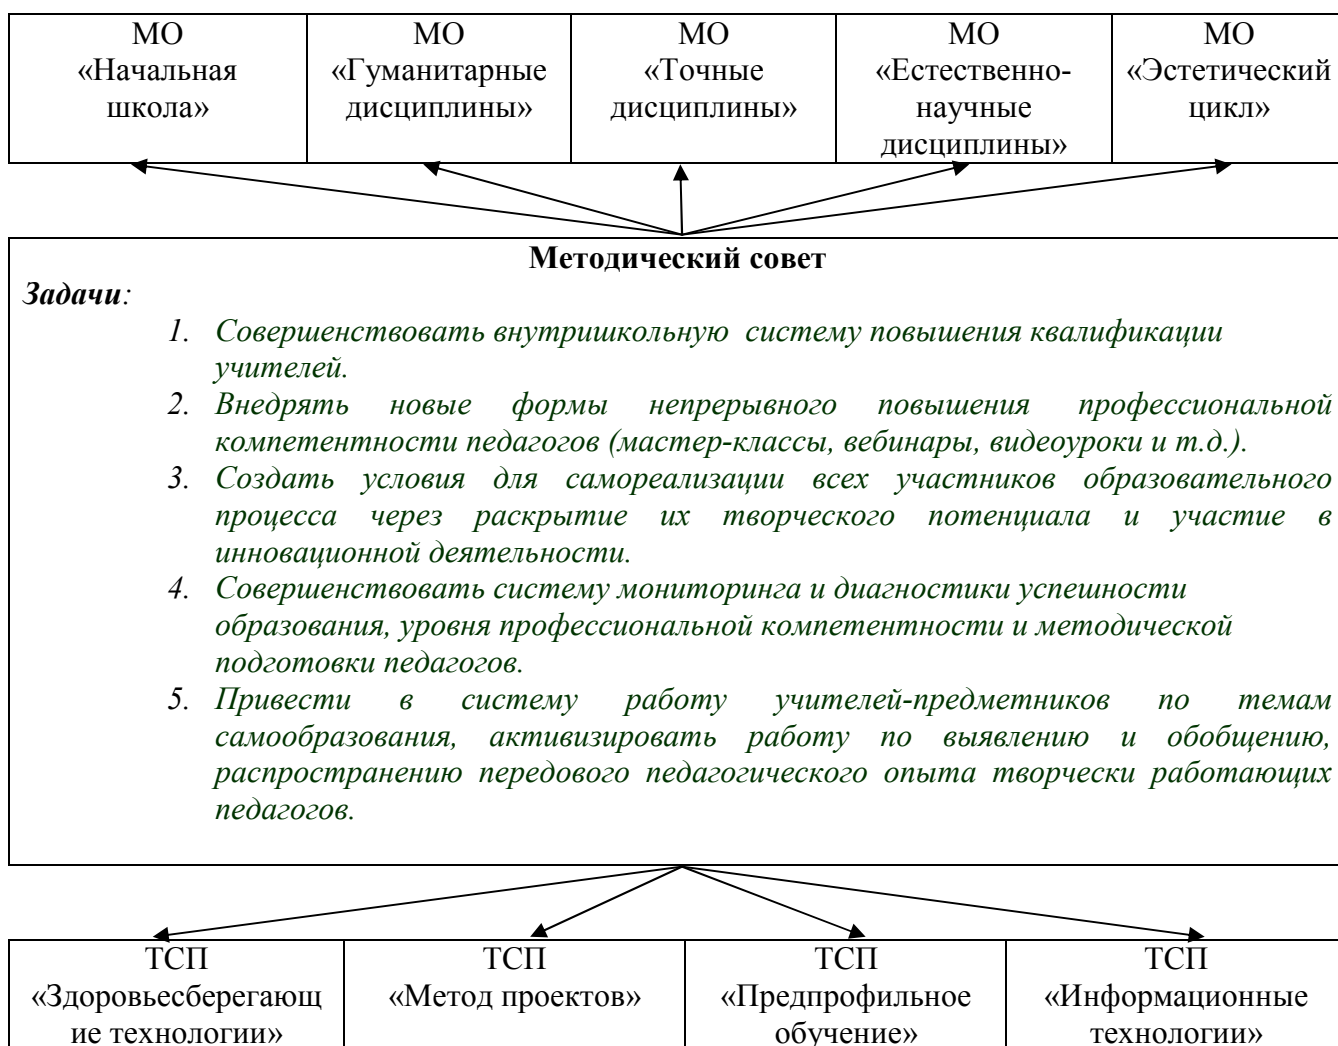 МО
«Начальная
школа»
МО
«Гуманитарные
дисциплины»
МО
«Точные
дисциплины»
МО
«Естественно-
научные
дисциплины»
МО
«Эстетический
цикл»
Методический совет
Задачи:
1. Совершенствовать внутришкольную систему повышения квалификации
учителей.
2. Внедрять новые формы непрерывного повышения профессиональной
компетентности педагогов (мастер-классы, вебинары, видеоуроки и т.д.).
3. Создать условия для самореализации всех участников образовательного
процесса через раскрытие их творческого потенциала и участие в
инновационной деятельности.
4. Совершенствовать систему мониторинга и диагностики успешности
образования, уровня профессиональной компетентности и методической
подготовки педагогов.
5. Привести в систему работу учителей-предметников по темам
самообразования, активизировать работу по выявлению и обобщению,
распространению передового педагогического опыта творчески работающих
педагогов.
ТСП
«Здоровьесберегающ
ие технологии»
ТСП
«Метод проектов»
ТСП
«Предпрофильное
обучение»
ТСП
«Информационные
технологии»